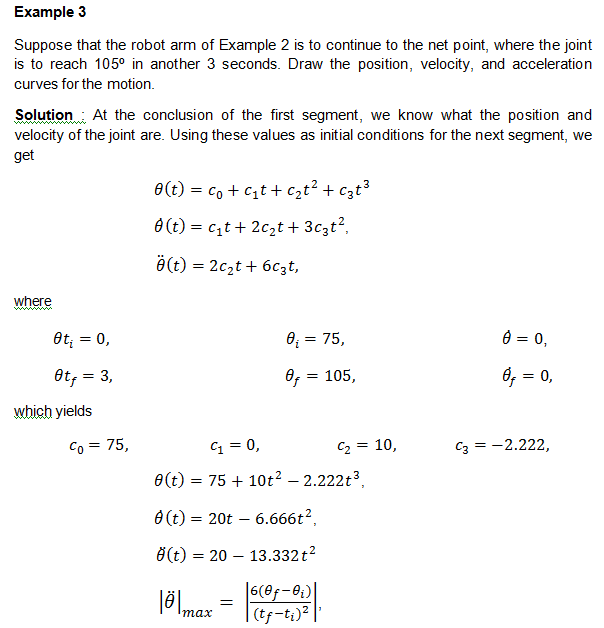 Example 3
Suppose that the robot arm of Example 2 is to continue to the net point, where the joint
is to reach 105º in another 3 seconds. Draw the position, velocity, and acceleration
curves for the motion.
Solution : At the conclusion of the first segment, we know what the position and
velocity of the joint are. Using these values as initial conditions for the next segment, we
get
θ(t) = c₀ + c₁t + c₂t² + c₃t³
θ̇(t) = c₁t + 2c₂t + 3c₃t²,
θ̈(t) = 2c₂t + 6c₃t,
where
θtᵢ = 0, θᵢ = 75, θ̇ = 0,
θt_f = 3, θ_f = 105, θ̇_f = 0,
which yields
c₀ = 75, c₁ = 0, c₂ = 10, c₃ = −2.222,
θ(t) = 75 + 10t² − 2.222t³,
θ̇(t) = 20t − 6.666t²,
θ̈(t) = 20 − 13.332t²
|θ̈|max = |6(θ_f−θᵢ)/(t_f−tᵢ)²|,